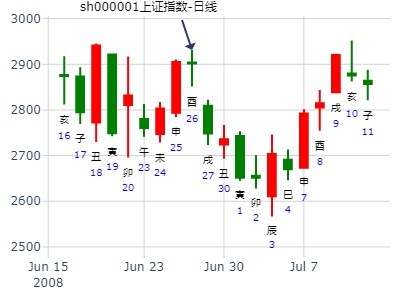 sh000001上证指数-日线
3000
2900
2800
2700
2600
2500
亥
16
子
17
丑
18
寅
19
卯
20
午
23
未
24
申
25
酉
26
戌
27
丑
30
寅
1
卯
2
辰
3
巳
4
申
7
酉
8
戌
9
亥
10
子
11
Jun 15
2008
Jun 23
Jun 30
Jul 7